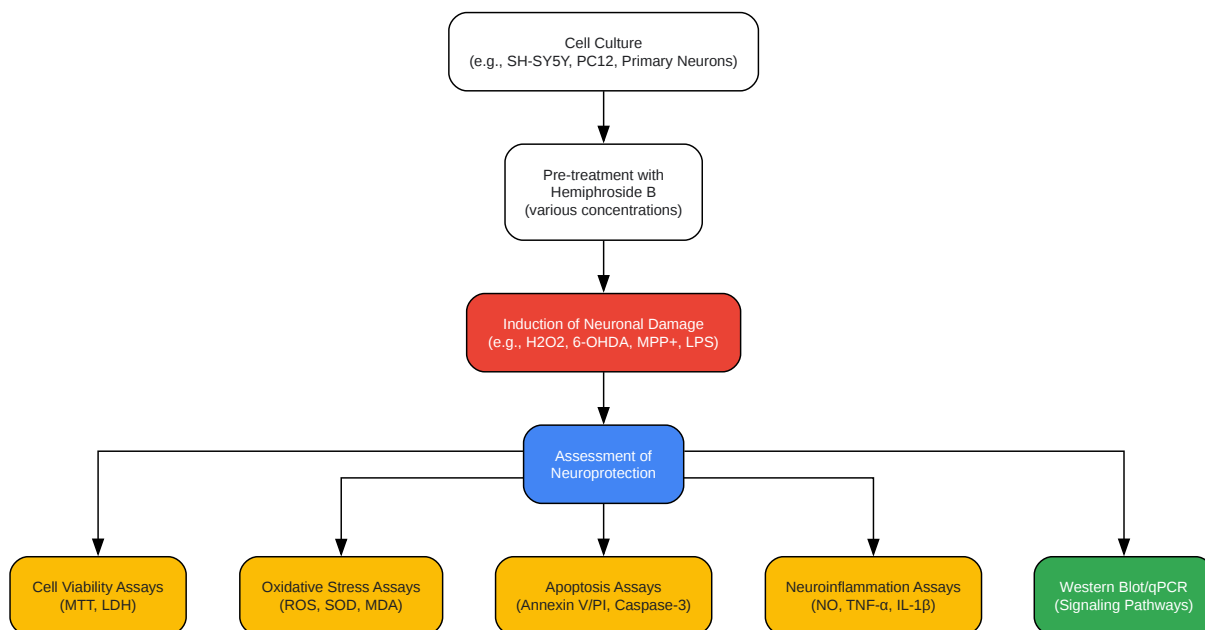 Cell Culture
(e.g., SH-SY5Y, PC12, Primary Neurons)
Pre-treatment with
Hemiphroside B
(various concentrations)
Induction of Neuronal Damage
(e.g., H2O2, 6-OHDA, MPP+, LPS)
Assessment of
Neuroprotection
Cell Viability Assays
(MTT, LDH)
Oxidative Stress Assays
(ROS, SOD, MDA)
Apoptosis Assays
(Annexin V/PI, Caspase-3)
Neuroinflammation Assays
(NO, TNF-α, IL-1β)
Western Blot/qPCR
(Signaling Pathways)